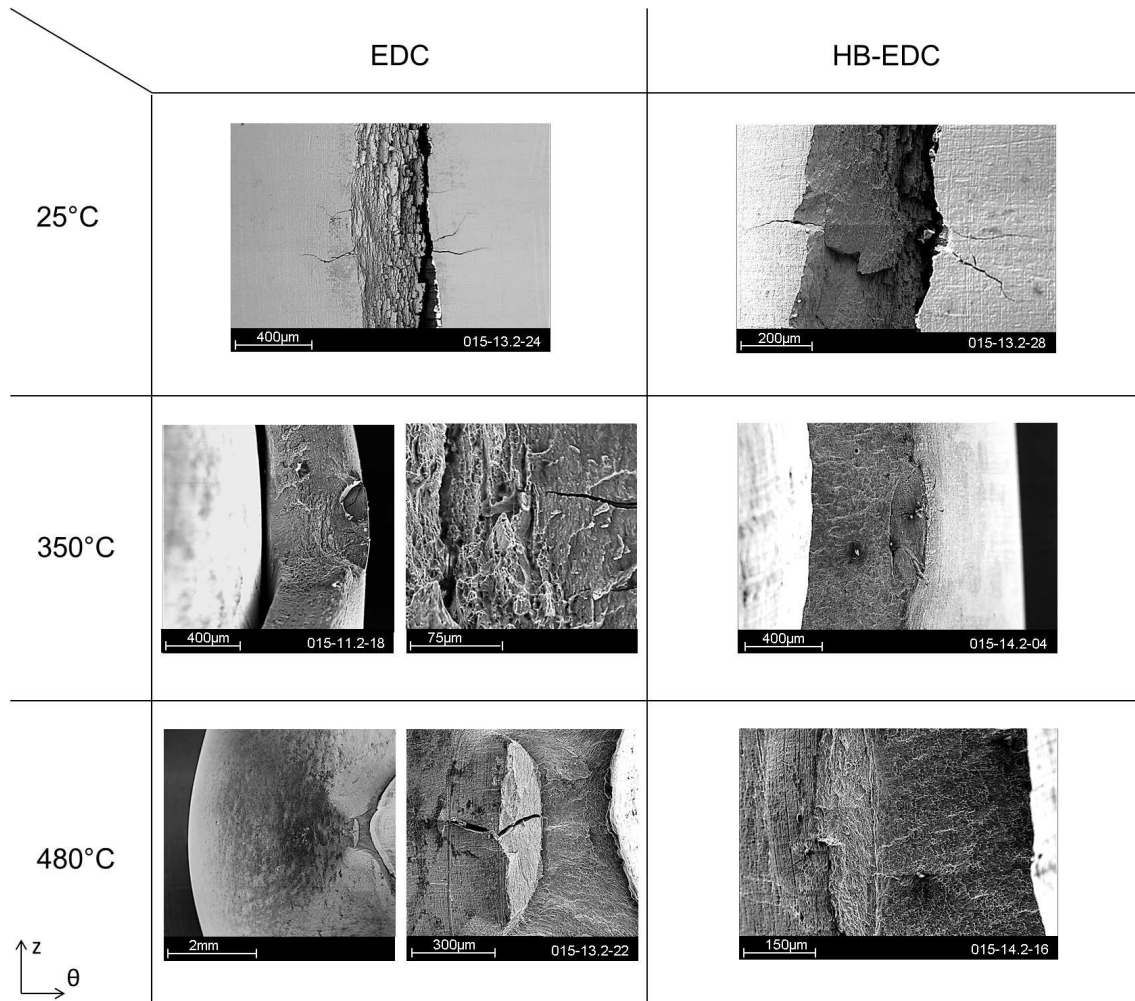 EDC
HB-EDC
25°C
400µm
015-13.2-24
200µm
015-13.2-28
350°C
400µm
015-11.2-18
75µm
400µm
015-14.2-04
480°C
2mm
300µm
015-13.2-22
150µm
015-14.2-16
z
θ